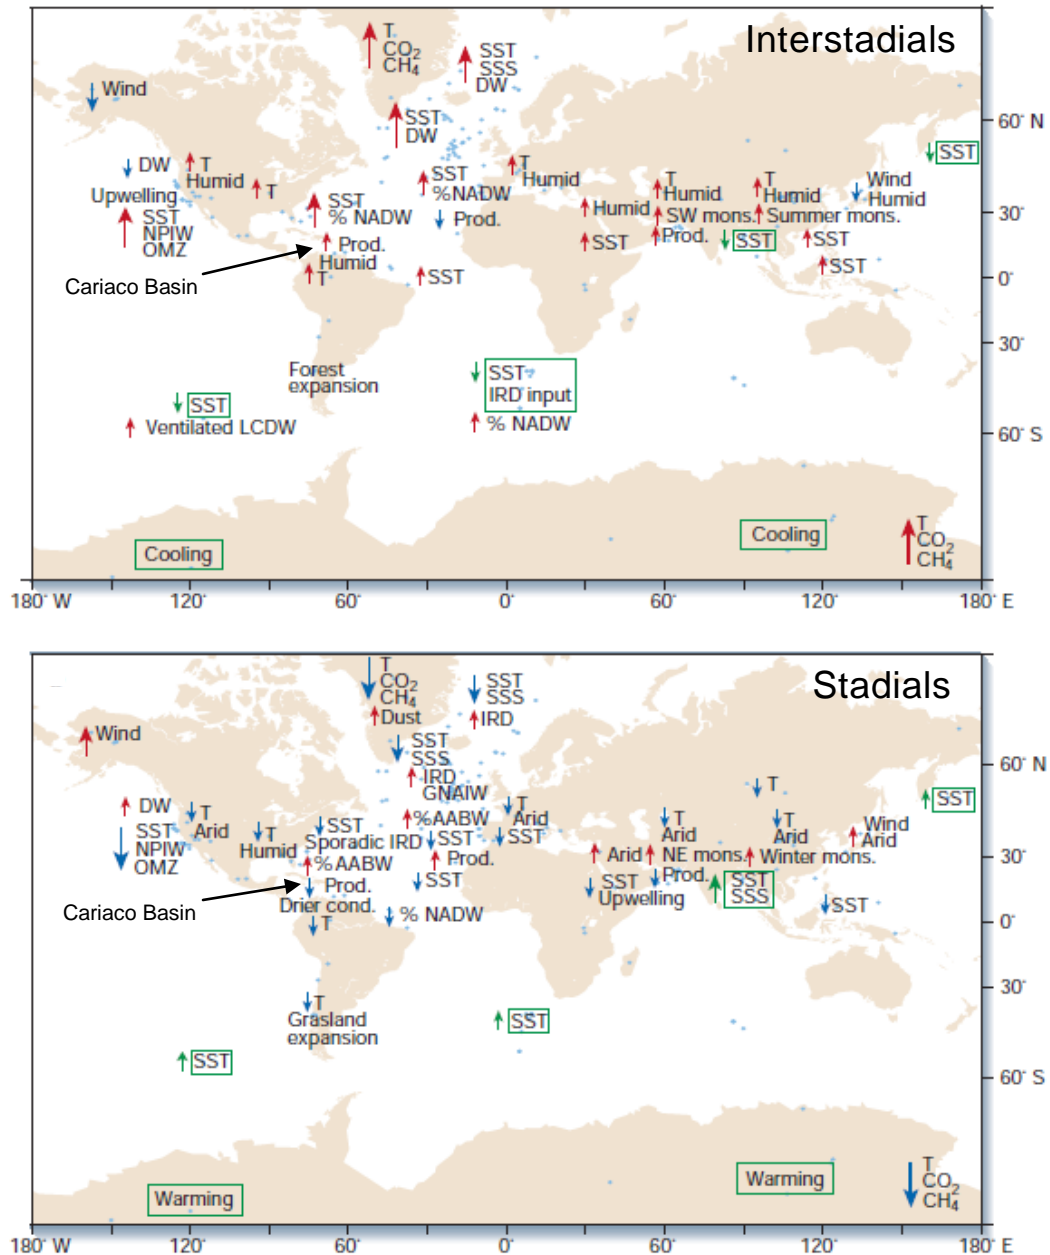 Interstadials
T
CO2
CH4
SST
SSS
DW
Wind
SST
DW
60° N
SST
DW
T
Humid
T
SST
%NADW
T
Humid
T
Humid
T
Humid
Wind
Humid
Upwelling
SST
NPIW
OMZ
SST
% NADW
Prod.
Humid
SW mons.
Summer mons.
30°
Prod.
Humid
SST
Prod.
SST
SST
Cariaco Basin
T
SST
SST
0°
30°
Forest
expansion
SST
IRD input
SST
Ventilated LCDW
% NADW
60° S
Cooling
Cooling
T
CO2
CH4
180° W
120°
60°
0°
60°
120°
180° E
Stadials
T
CO2
CH4
Dust
SST
SSS
IRD
Wind
SST
SSS
IRD
GNAIW
60° N
T
SST
DW
T
Arid
SST
NPIW
OMZ
T
Humid
SST
Sporadic IRD
%AABW
%AABW
SST
T
Arid
SST
T
Arid
T
Arid
Wind
Arid
Prod.
Arid
NE mons.
Winter mons.
30°
Prod.
Drier cond.
SST
SST
Upwelling
Prod.
SST
SSS
SST
Cariaco Basin
T
% NADW
0°
30°
T
Grasland
expansion
SST
SST
60° S
Warming
Warming
T
CO2
CH4
180° W
120°
60°
0°
60°
120°
180° E